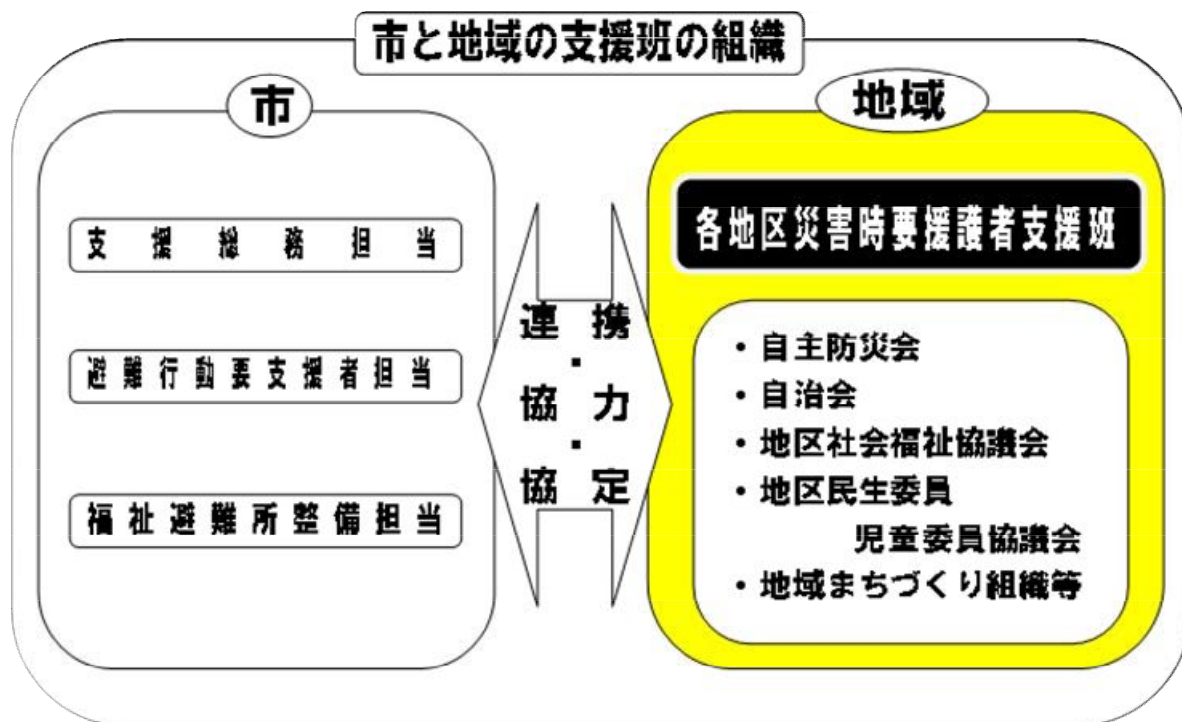 市と地域の支援班の組織
市
支援総務担当
避難行動要支援者担当
福祉避難所整備担当
連携
・
協力
・
協定
地域
各地区災害時要援護者支援班
・自主防災会
・自治会
・地区社会福祉協議会
・地区民生委員
児童委員協議会
・地域まちづくり組織等